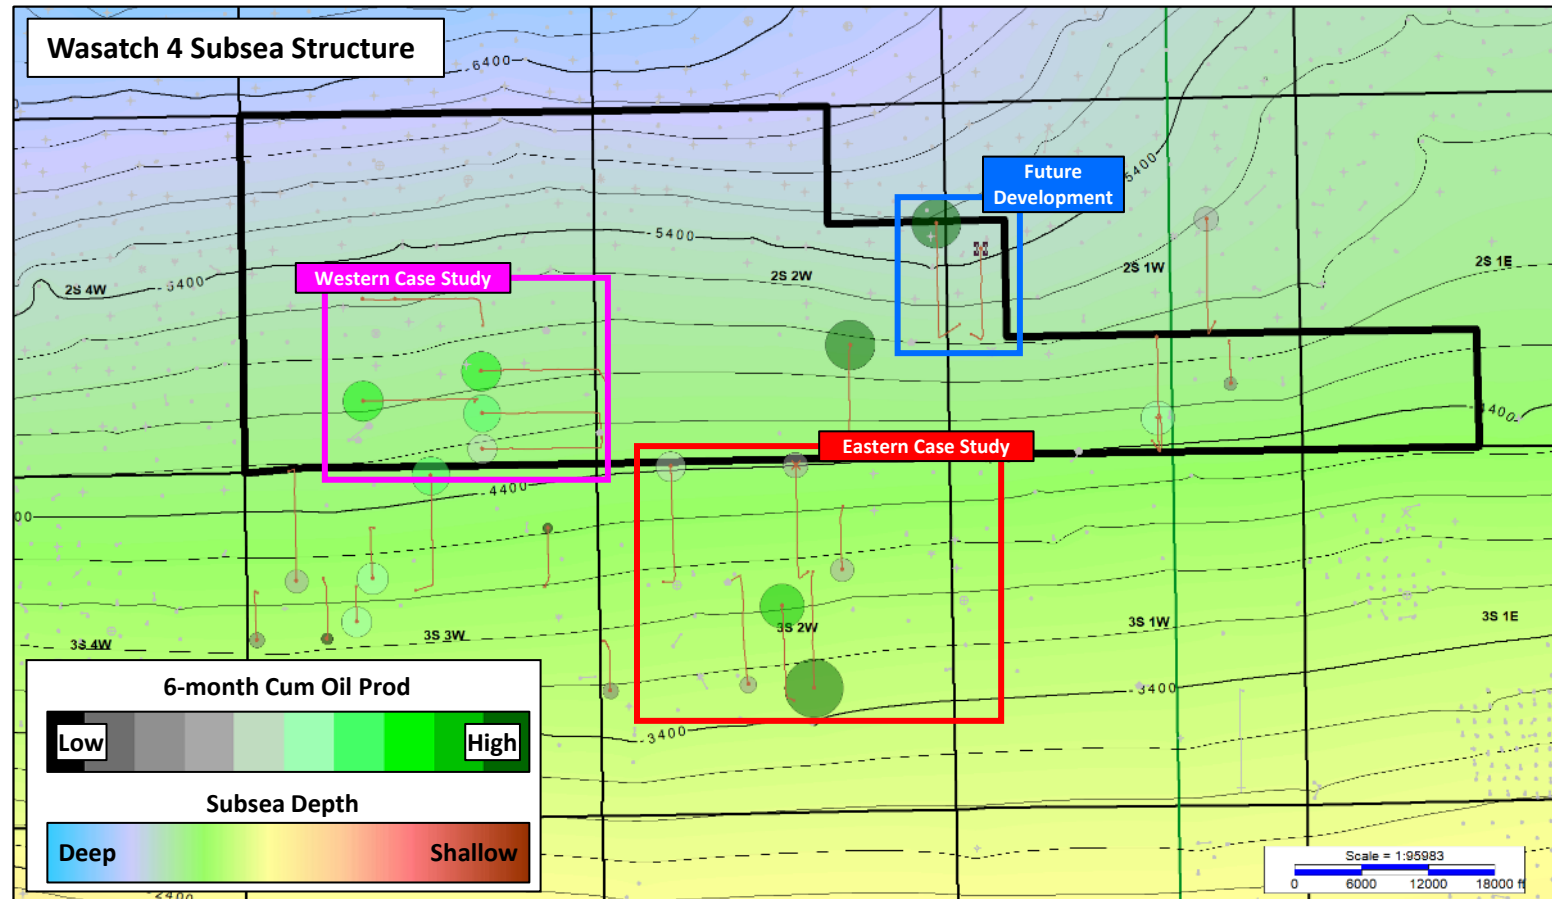 Wasatch 4 Subsea Structure
-6400
5400
Future
Development
-5400
2S 4W
-5400
2S 2W
2S 1W
2S 1E
Western Case Study
-4400
Eastern Case Study
-4400
00
3S 4W
3S 3W
3S 2W
3S 1W
3S 1E
-3400
-3400
6-month Cum Oil Prod
Low
High
Subsea Depth
Deep
Shallow
-2400
Scale = 1:95983
0 6000 12000 18000 ft